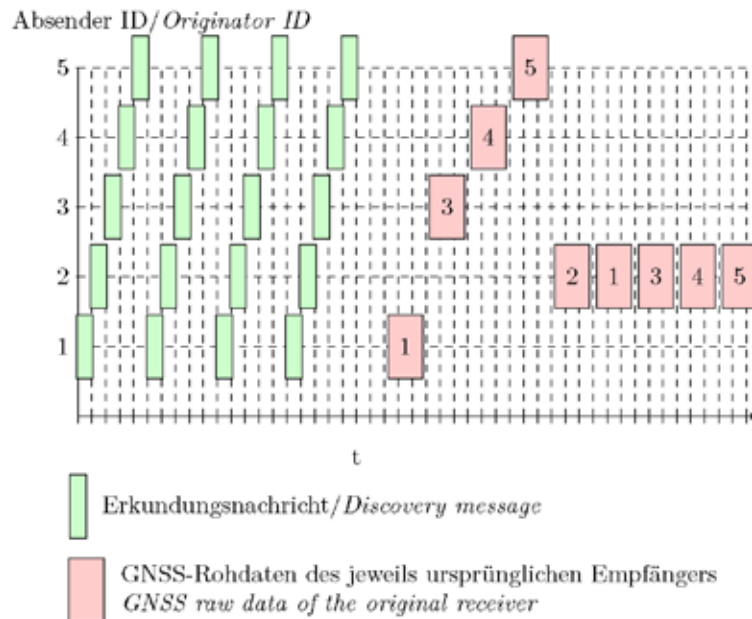 Absender ID/Originator ID
5 5
4 4
3 3
2 2 1 3 4 5
1 1
t
Erkundungsnachricht/Discovery message
GNSS-Rohdaten des jeweils ursprünglichen Empfängers
GNSS raw data of the original receiver